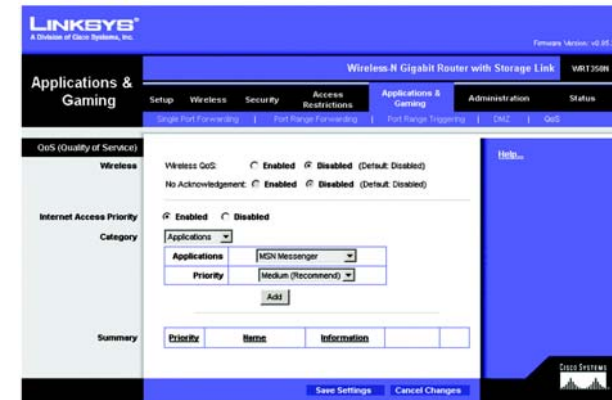 LINKSYS®
A Division of Cisco Systems, Inc.
Firmware Version: v0.95.
Wireless-N Gigabit Router with Storage Link WRT350N
Applications & Gaming
Setup Wireless Security Access Restrictions Applications & Gaming Administration Status
Single Port Forwarding | Port Range Forwarding | Port Range Triggering | DMZ | QoS
QoS (Quality of Service)
Wireless
Wireless QoS: Enabled Disabled (Default: Disabled)
No Acknowledgement: Enabled Disabled (Default: Disabled)
Help...
Internet Access Priority Enabled Disabled
Category Applications
Applications MSN Messenger
Priority Medium (Recommend)
Add
Summary Priority Name Information
Save Settings Cancel Changes
CISCO SYSTEMS